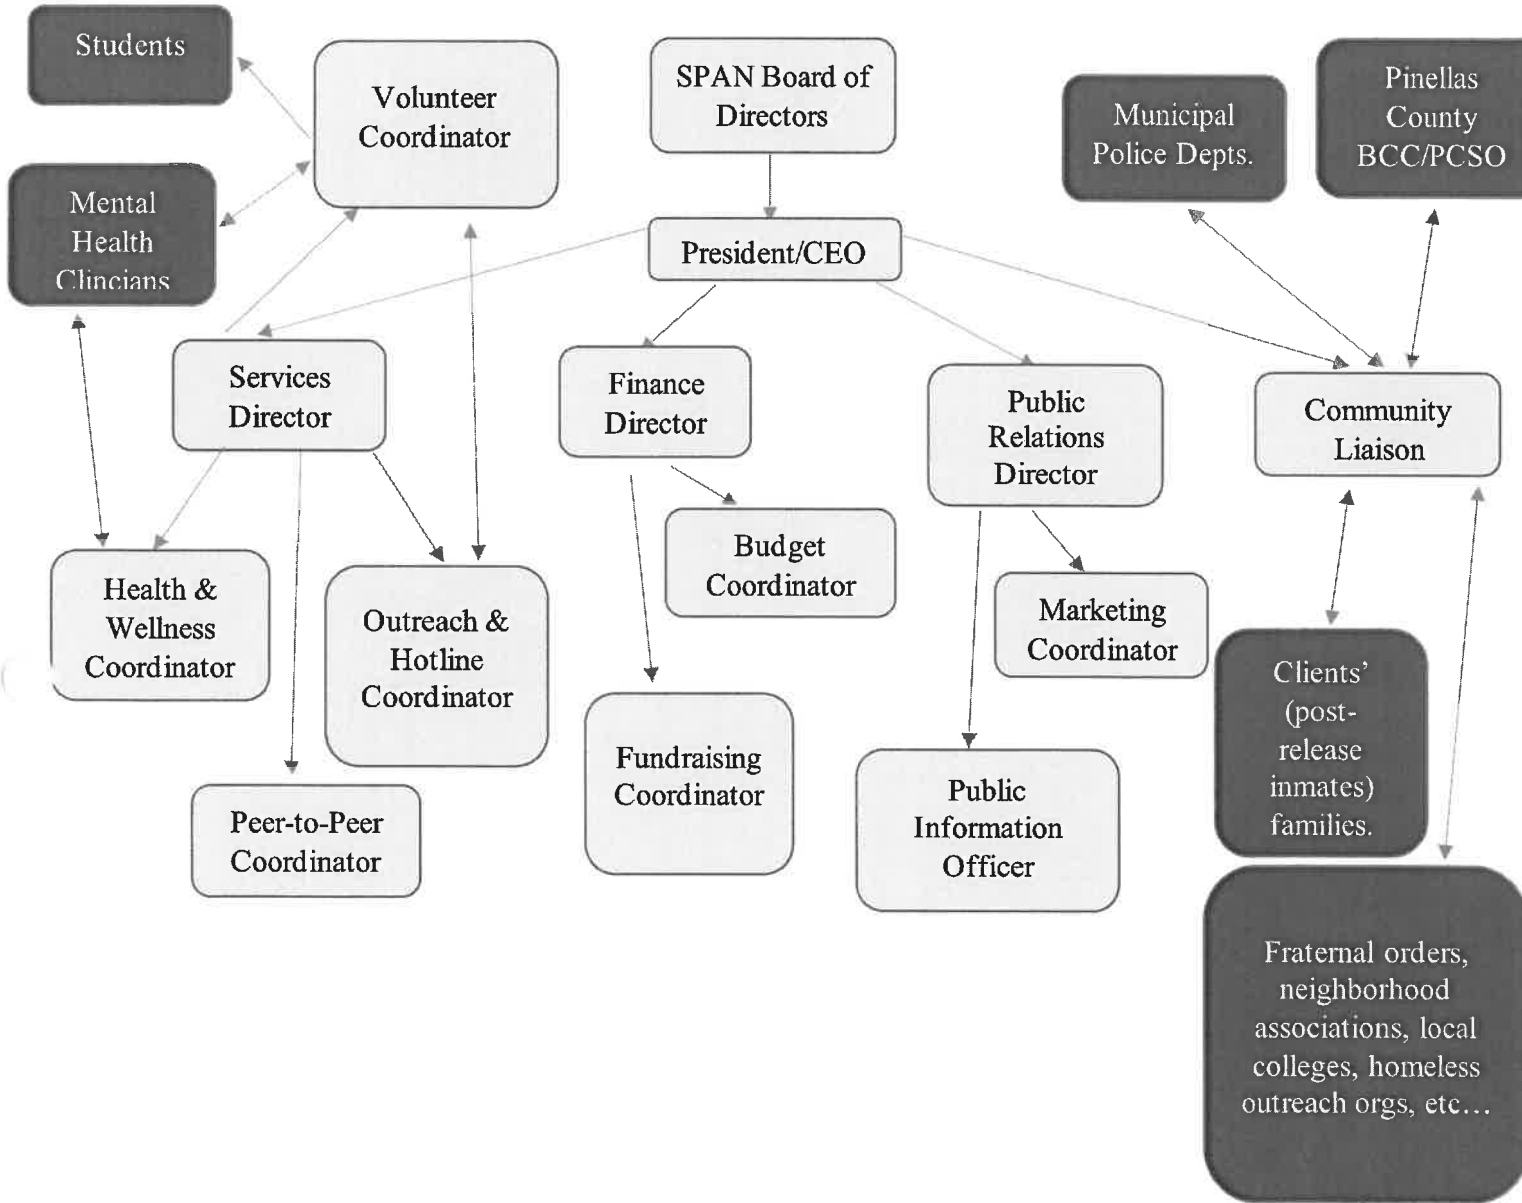 Students
Volunteer
Coordinator
SPAN Board of
Directors
Municipal
Police Depts.
Pinellas
County
BCC/PCSO
Mental
Health
Clincians
President/CEO
Services
Director
Finance
Director
Public
Relations
Director
Community
Liaison
Health &
Wellness
Coordinator
Outreach &
Hotline
Coordinator
Budget
Coordinator
Marketing
Coordinator
Clients’
(post-
release
inmates)
families.
Peer-to-Peer
Coordinator
Fundraising
Coordinator
Public
Information
Officer
Fraternal orders,
neighborhood
associations, local
colleges, homeless
outreach orgs, etc…